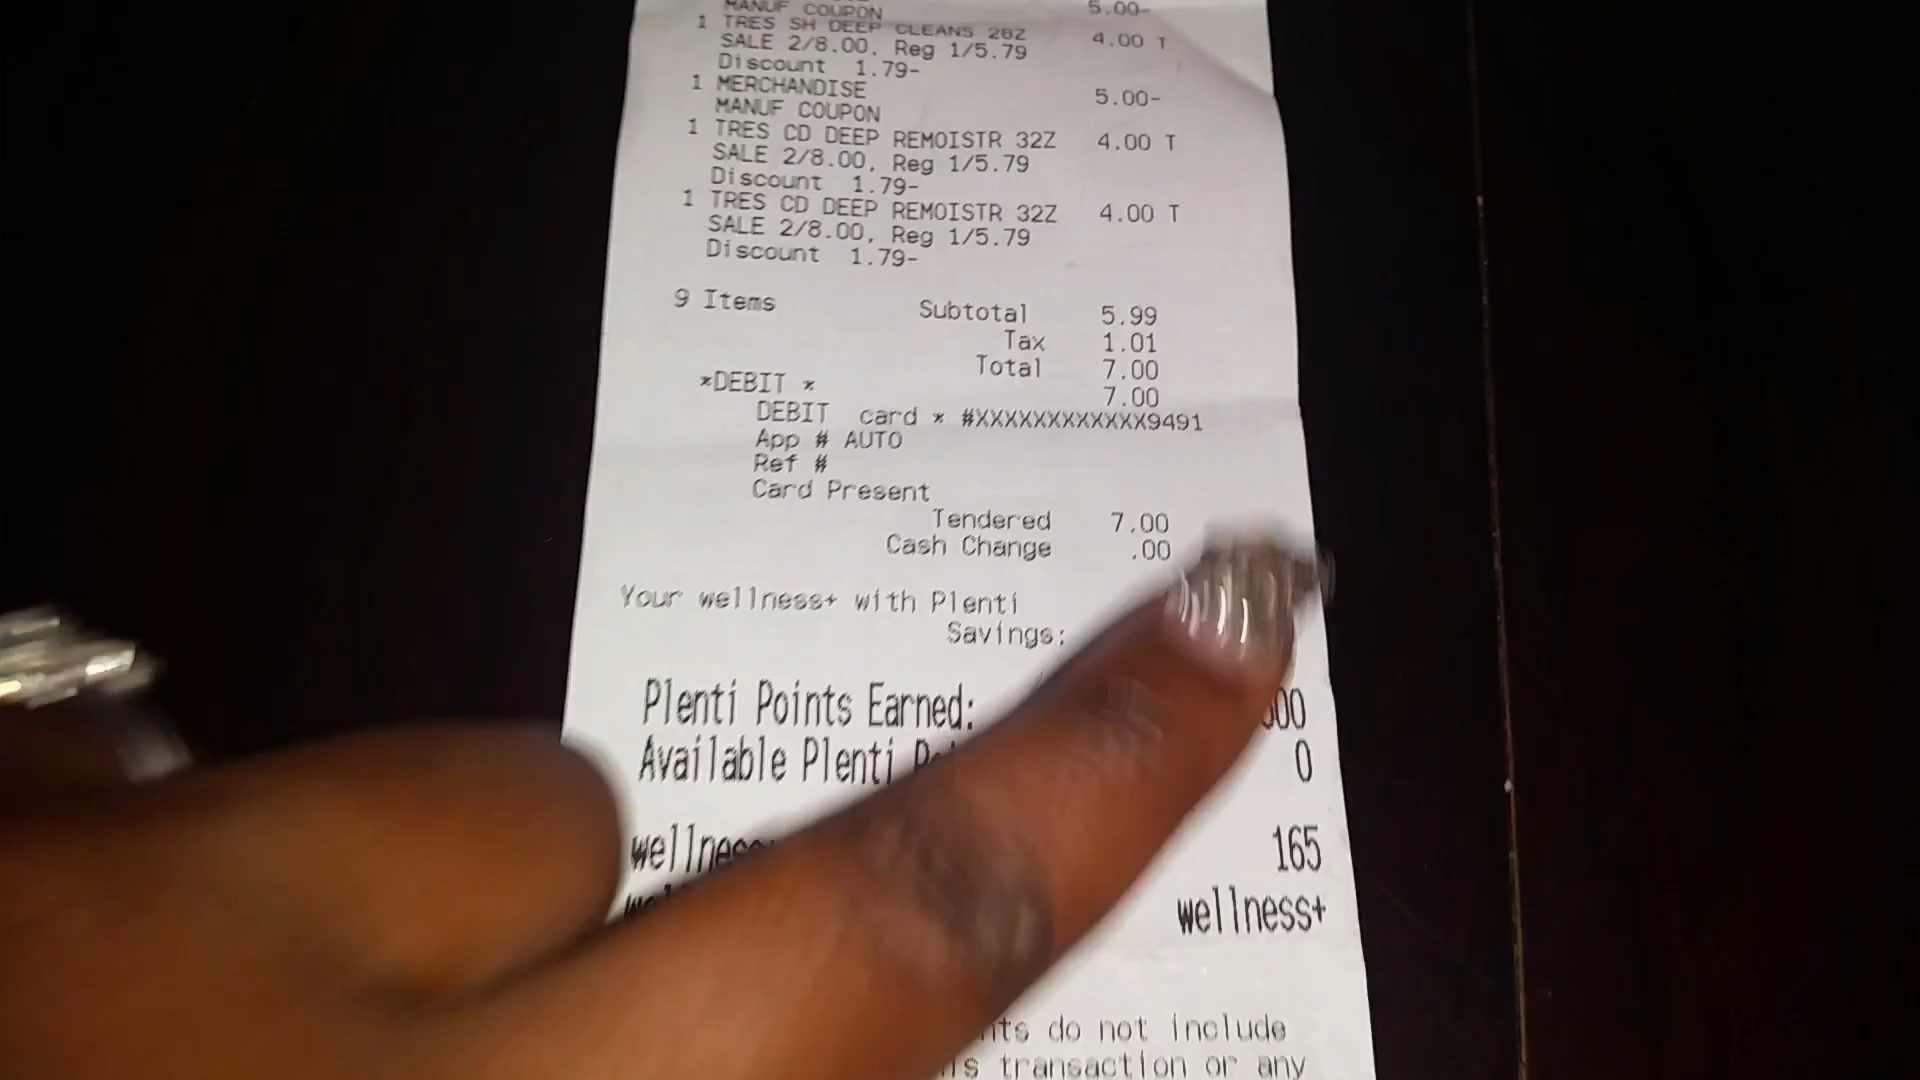 MANUF COUPON 5.00-
1 TRES SH DEEP CLEANS 28Z 4.00 T
SALE 2/8.00, Reg 1/5.79
Discount 1.79-
1 MERCHANDISE 5.00-
MANUF COUPON
1 TRES CD DEEP REMOISTR 32Z 4.00 T
SALE 2/8.00, Reg 1/5.79
Discount 1.79-
1 TRES CD DEEP REMOISTR 32Z 4.00 T
SALE 2/8.00, Reg 1/5.79
Discount 1.79-
9 Items Subtotal 5.99
Tax 1.01
Total 7.00
*DEBIT * 7.00
DEBIT card * #XXXXXXXXXXXX9491
App # AUTO
Ref #
Card Present
Tendered 7.00
Cash Change .00
Your wellness+ with Plenti
Savings:
Plenti Points Earned:
Available Plenti 0
165
wellness+
do not include
transaction or any